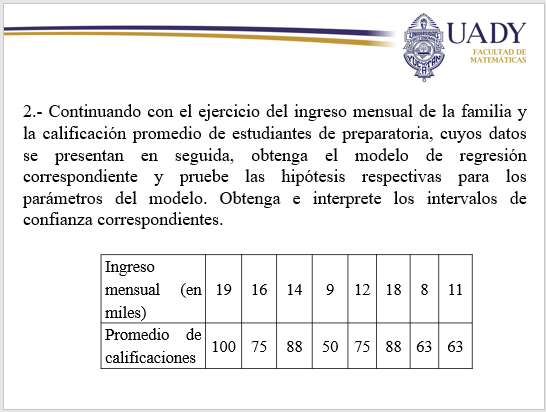 UADY
FACULTAD DE
MATEMÁTICAS
2.- Continuando con el ejercicio del ingreso mensual de la familia y
la calificación promedio de estudiantes de preparatoria, cuyos datos
se presentan en seguida, obtenga el modelo de regresión
correspondiente y pruebe las hipótesis respectivas para los
parámetros del modelo. Obtenga e interprete los intervalos de
confianza correspondientes.
Ingreso
mensual (en 19 16 14 9 12 18 8 11
miles)
Promedio de
calificaciones 100 75 88 50 75 88 63 63